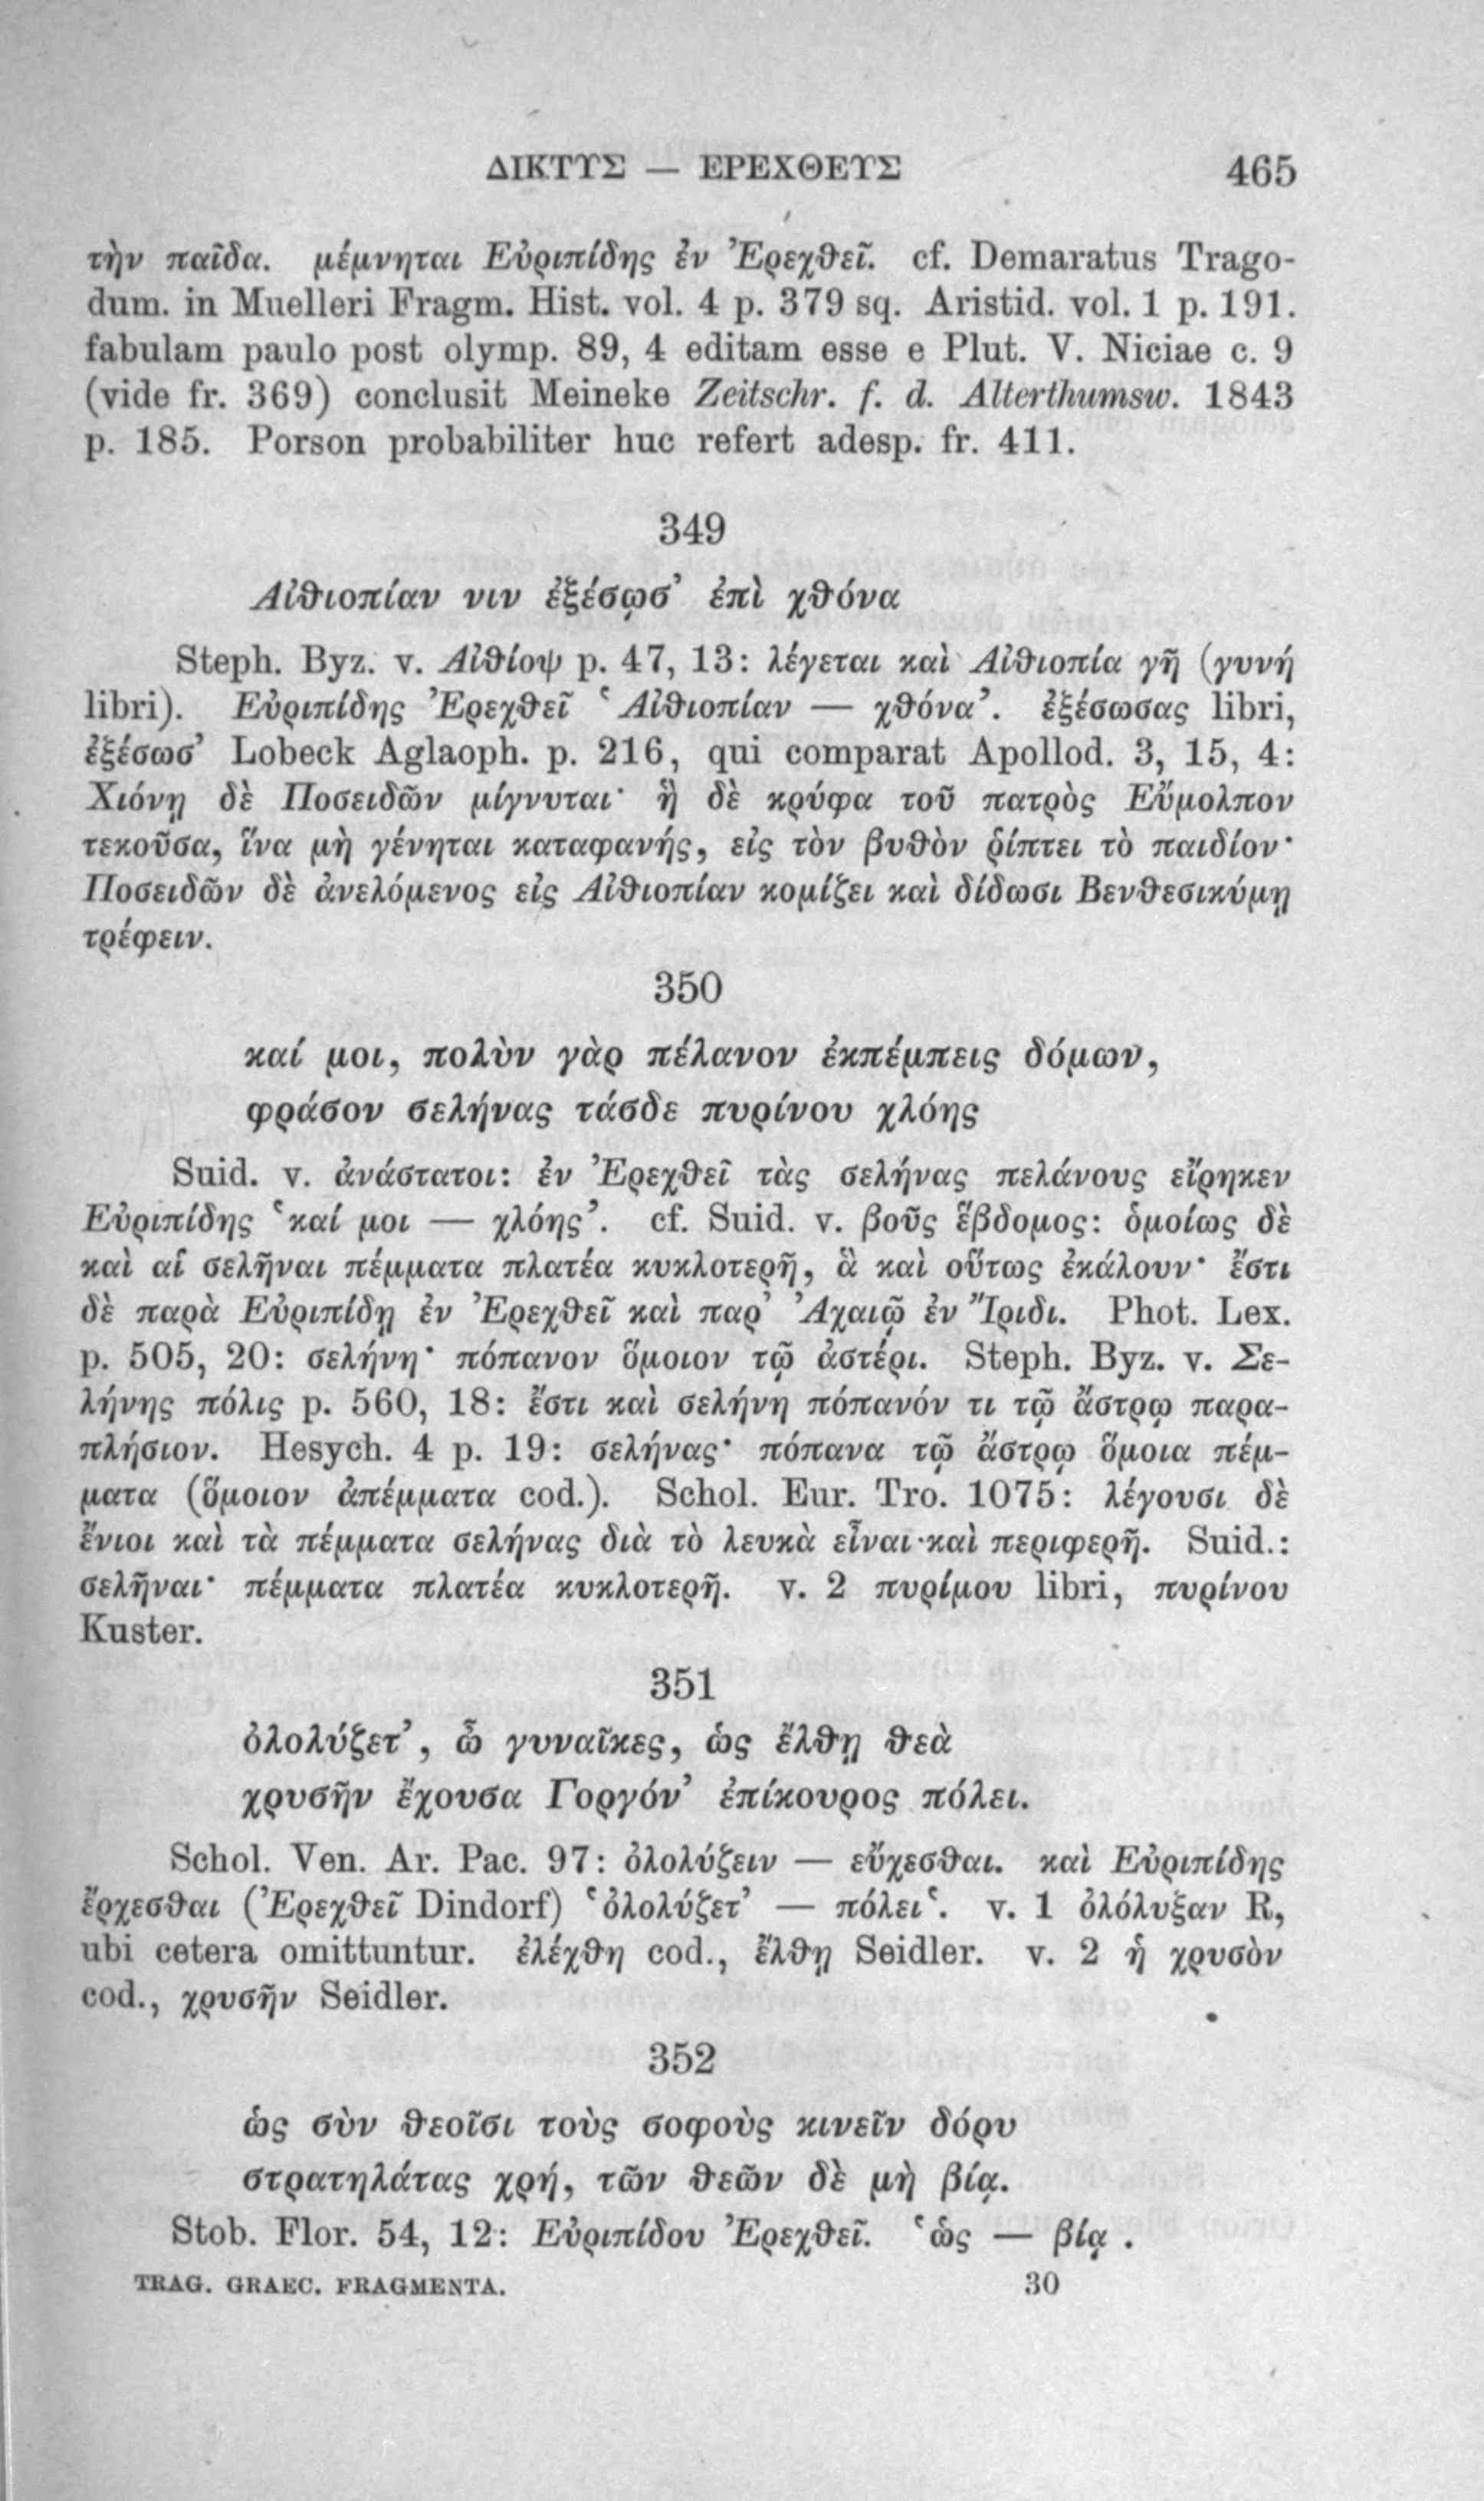 ΔΙΚΤΥΣ — ΕΡΕΧΘΕΥΣ 465
τὴν παῖδα. μέμνηται Εὐριπίδης ἐν Ἐρεχθεῖ. cf. Demaratus Trago-
dum. in Muelleri Fragm. Hist. vol. 4 p. 379 sq. Aristid. vol. 1 p. 191.
fabulam paulo post olymp. 89, 4 editam esse e Plut. V. Niciae c. 9
(vide fr. 369) conclusit Meineke Zeitschr. f. d. Alterthumsw. 1843
p. 185. Porson probabiliter huc refert adesp. fr. 411.
349
Αἰθιοπίαν νιν ἐξέσῳσ’ ἐπὶ χθόνα
Steph. Byz. v. Αἰθίοψ p. 47, 13: λέγεται καὶ Αἰθιοπία γῆ (γυνή
libri). Εὐριπίδης Ἐρεχθεῖ ‘Αἰθιοπίαν — χθόνα’. ἐξέσωσας libri,
ἐξέσωσ’ Lobeck Aglaoph. p. 216, qui comparat Apollod. 3, 15, 4:
Χιόνῃ δὲ Ποσειδῶν μίγνυται· ἣ δὲ κρύφα τοῦ πατρὸς Εὔμολπον
τεκοῦσα, ἵνα μὴ γένηται καταφανής, εἰς τὸν βυθὸν ῥίπτει τὸ παιδίον·
Ποσειδῶν δὲ ἀνελόμενος εἰς Αἰθιοπίαν κομίζει καὶ δίδωσι Βενθεσικύμῃ
τρέφειν.
350
καί μοι, πολὺν γὰρ πέλανον ἐκπέμπεις δόμων,
φράσον σελήνας τάσδε πυρίνου χλόης
Suid. v. ἀνάστατοι: ἐν Ἐρεχθεῖ τὰς σελήνας πελάνους εἴρηκεν
Εὐριπίδης ‘καί μοι — χλόης’. cf. Suid. v. βοῦς ἕβδομος: ὁμοίως δὲ
καὶ αἱ σελῆναι πέμματα πλατέα κυκλοτερῆ, ἃ καὶ οὕτως ἐκάλουν· ἔστι
δὲ παρὰ Εὐριπίδῃ ἐν Ἐρεχθεῖ καὶ παρ’ Ἀχαιῷ ἐν Ἴριδι. Phot. Lex.
p. 505, 20: σελήνη· πόπανον ὅμοιον τῷ ἀστέρι. Steph. Byz. v. Σε-
λήνης πόλις p. 560, 18: ἔστι καὶ σελήνη πόπανόν τι τῷ ἄστρῳ παρα-
πλήσιον. Hesych. 4 p. 19: σελήνας· πόπανα τῷ ἄστρῳ ὅμοια πέμ-
ματα (ὅμοιον ἀπέμματα cod.). Schol. Eur. Tro. 1075: λέγουσι δὲ
ἔνιοι καὶ τὰ πέμματα σελήνας διὰ τὸ λευκὰ εἶναι καὶ περιφερῆ. Suid.:
σελῆναι· πέμματα πλατέα κυκλοτερῆ. v. 2 πυρίμου libri, πυρίνου
Kuster.
351
ὀλολύζετ’, ὦ γυναῖκες, ὡς ἔλθῃ θεὰ
χρυσῆν ἔχουσα Γοργόν’ ἐπίκουρος πόλει.
Schol. Ven. Ar. Pac. 97: ὀλολύζειν — εὔχεσθαι. καὶ Εὐριπίδης
ἔρχεσθαι (Ἐρεχθεῖ Dindorf) ‘ὀλολύζετ’ — πόλει‘. v. 1 ὀλόλυξαν R,
ubi cetera omittuntur. ἐλέχθη cod., ἔλθῃ Seidler. v. 2 ἡ χρυσὸν
cod., χρυσῆν Seidler.
352
ὡς σὺν θεοῖσι τοὺς σοφοὺς κινεῖν δόρυ
στρατηλάτας χρή, τῶν θεῶν δὲ μὴ βίᾳ.
Stob. Flor. 54, 12: Εὐριπίδου Ἐρεχθεῖ. ‘ὡς — βίᾳ .
TRAG. GRAEC. FRAGMENTA. 30